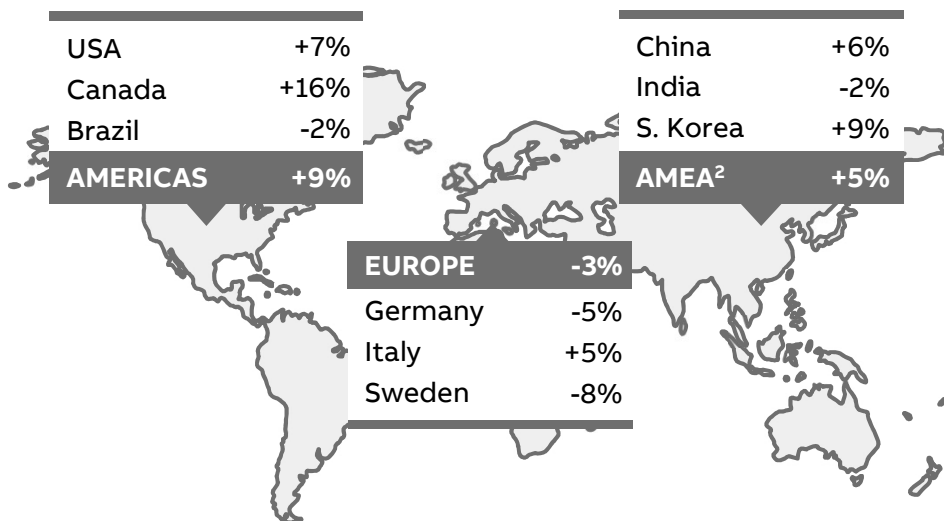 USA +7%
Canada +16%
Brazil -2%
AMERICAS +9%
China +6%
India -2%
S. Korea +9%
AMEA² +5%
EUROPE -3%
Germany -5%
Italy +5%
Sweden -8%